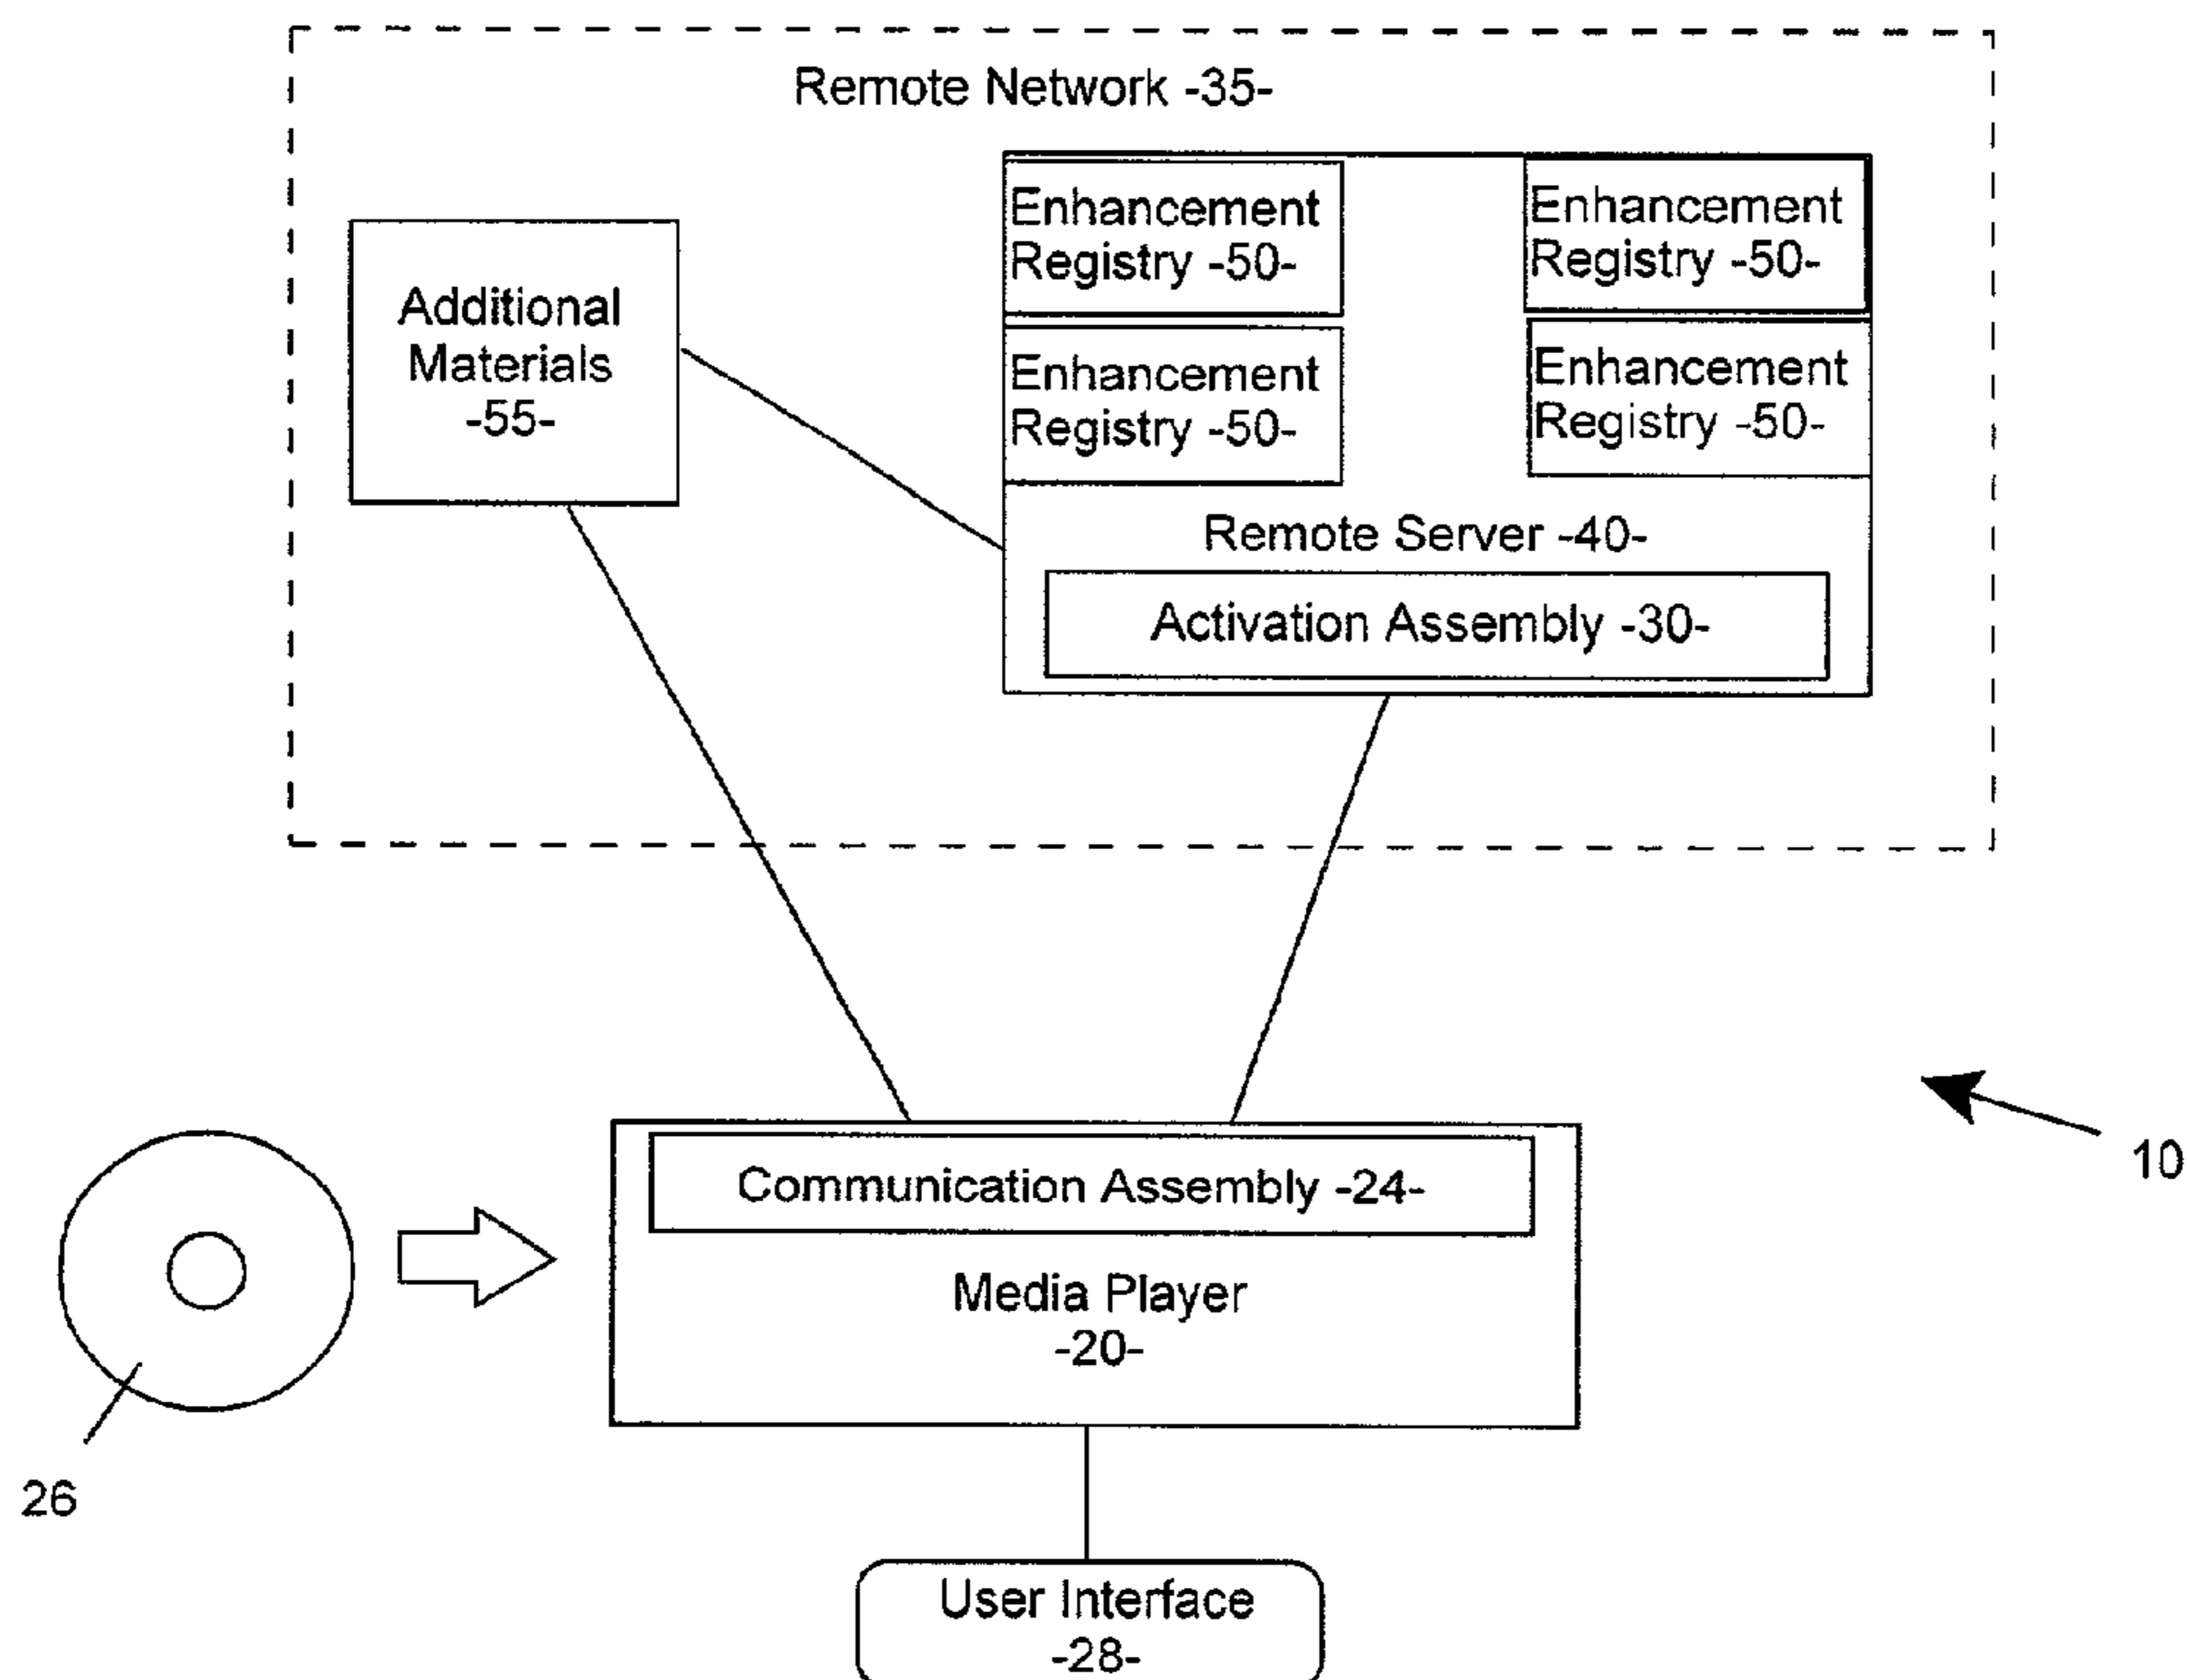 Remote Network -35-
Additional
Materials
-55-
Enhancement
Registry -50-
Enhancement
Registry -50-
Enhancement
Registry -50-
Enhancement
Registry -50-
Remote Server -40-
Activation Assembly -30-
10
Communication Assembly -24-
Media Player
-20-
26
User Interface
-28-